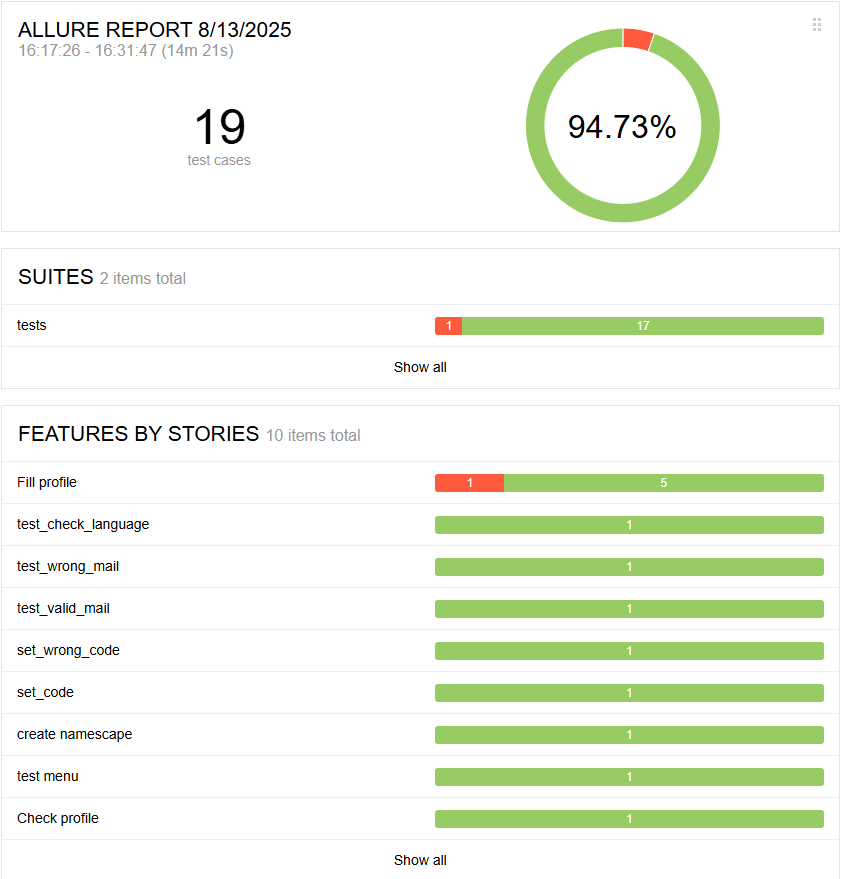 ALLURE REPORT 8/13/2025
16:17:26 - 16:31:47 (14m 21s)
19
test cases
94.73%
SUITES 2 items total
tests 1 17
Show all
FEATURES BY STORIES 10 items total
Fill profile 1 5
test_check_language 1
test_wrong_mail 1
test_valid_mail 1
set_wrong_code 1
set_code 1
create namescape 1
test menu 1
Check profile 1
Show all